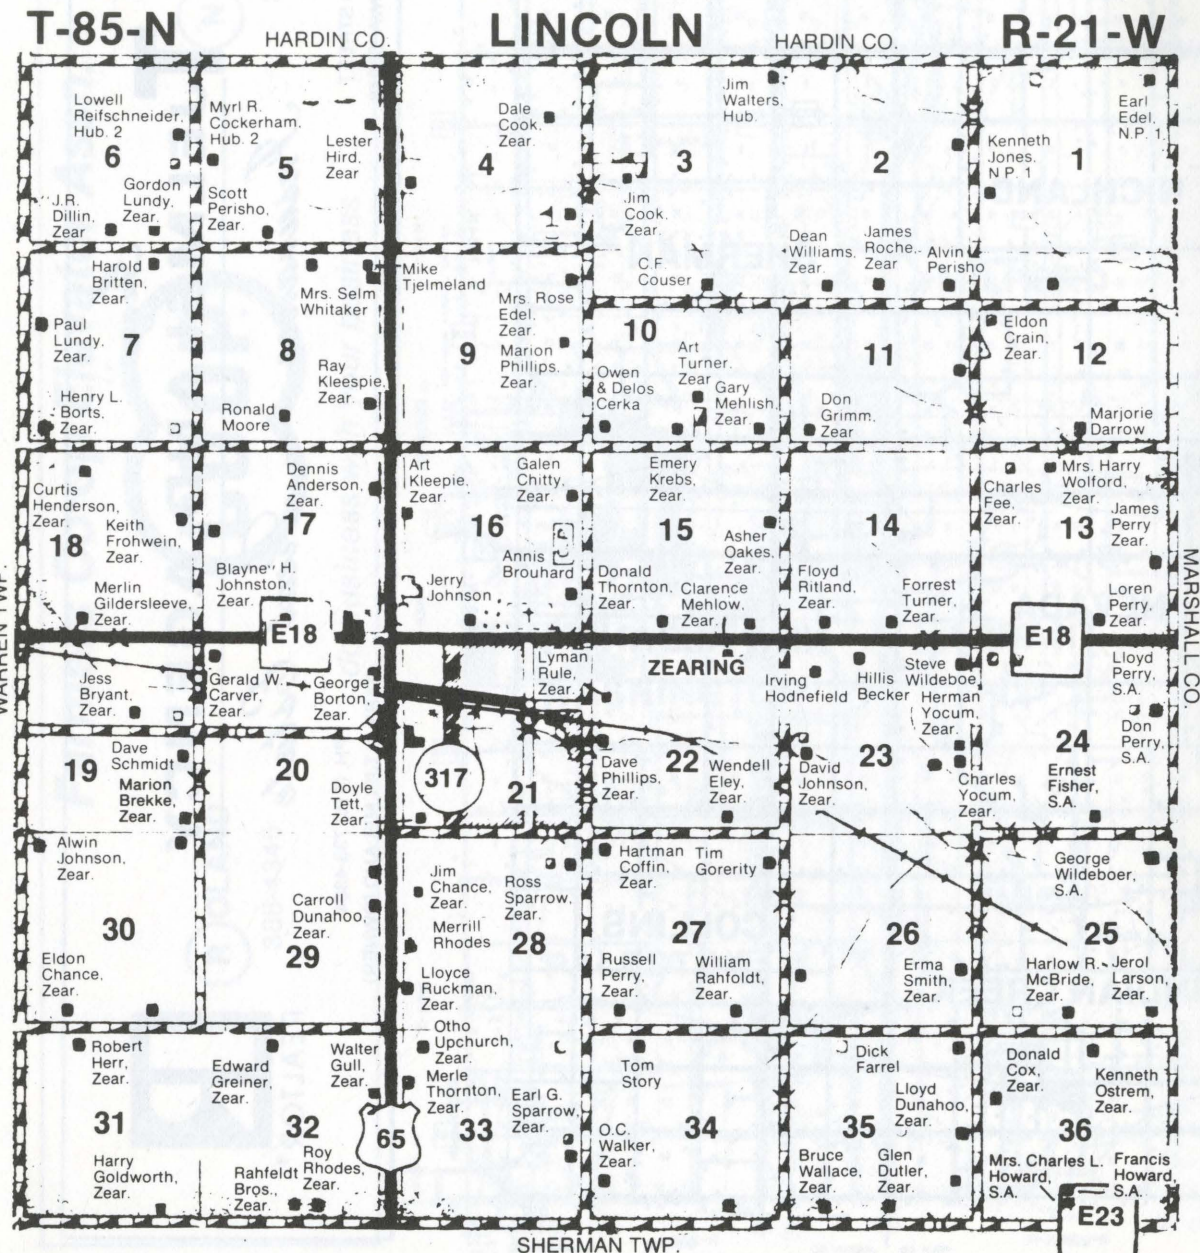 T-85-N
HARDIN CO.
LINCOLN
HARDIN CO.
R-21-W
Lowell
Reifschneider,
Hub. 2
6
J.R.
Dillin,
Zear
Gordon
Lundy.
Zear.
Myrl R.
Cockerham.
Hub. 2
5
Lester
Hird.
Zear
Scott
Perisho.
Zear.
Dale
Cook.
Zear.
4
Jim
Walters,
Hub.
3
Jim
Cook.
Zear.
C.F.
Couser
2
Dean
Williams.
Zear.
James
Roche.
Zear
Alvin
Perisho
Earl
Edel.
N.P. 1.
Kenneth
Jones.
N.P. 1
1
Harold
Britten,
Zear.
Paul
Lundy.
Zear.
7
Henry L.
Borts.
Zear.
Mrs. Selm
Whitaker
8
Ray
Kleespie,
Zear.
Ronald
Moore
Mike
Tjelmeland
Mrs. Rose
Edel.
Zear.
9
Marion
Phillips.
Zear.
10
Art
Turner,
Zear
Owen
& Delos
Cerka
Gary
Mehlish,
Zear.
11
Don
Grimm.
Zear
Eldon
Crain,
Zear.
12
Marjorie
Darrow
Curtis
Henderson,
Zear.
Keith
Frohwein,
Zear.
18
Merlin
Gildersleeve,
Zear.
Dennis
Anderson,
Zear.
17
Blayne H.
Johnston,
Zear.
E18
Art
Kleepie,
Zear.
Galen
Chitty,
Zear.
16
Annis
Brouhard
Jerry
Johnson
Emery
Krebs,
Zear.
15
Asher
Oakes,
Zear.
Donald
Thornton,
Zear.
Clarence
Mehlow,
Zear.
14
Floyd
Ritland,
Zear.
Forrest
Turner,
Zear.
Mrs. Harry
Wolford,
Zear.
Charles
Fee,
Zear.
James
Perry
Zear.
13
Loren
Perry,
Zear.
E18
WARREN TWP.
MARSHALL CO.
Jess
Bryant,
Zear.
Dave
Schmidt
19
Marion
Brekke,
Zear.
Gerald W.
Carver,
Zear.
George
Borton,
Zear.
20
Doyle
Tett,
Zear.
Lyman
Rule,
Zear.
317
21
ZEARING
22
Dave
Phillips,
Zear.
Wendell
Eley,
Zear.
Irving
Hodnefield
Hillis
Becker
Steve
Wildeboe
Herman
Yocum,
Zear.
23
David
Johnson,
Zear.
Charles
Yocum,
Zear.
Lloyd
Perry,
S.A.
Don
Perry,
S.A.
24
Ernest
Fisher,
S.A.
Alwin
Johnson,
Zear.
30
Eldon
Chance,
Zear.
Carroll
Dunahoo,
Zear.
29
Jim
Chance,
Zear.
Ross
Sparrow,
Zear.
Merrill
Rhodes
28
Lloyce
Ruckman,
Zear.
Hartman
Coffin,
Zear.
Tim
Gorerity
27
Russell
Perry,
Zear.
William
Rahfoldt,
Zear.
26
Erma
Smith,
Zear.
George
Wildeboer,
S.A.
25
Harlow R.
McBride,
Zear.
Jerol
Larson,
Zear.
Robert
Herr,
Zear.
31
Harry
Goldworth,
Zear.
Edward
Greiner,
Zear.
Walter
Gull,
Zear.
32
Rahfeldt
Bros.,
Zear.
Roy
Rhodes,
Zear.
65
Otho
Upchurch,
Zear.
Merle
Thornton,
Zear.
Earl G.
Sparrow,
Zear.
33
Tom
Story
34
O.C.
Walker,
Zear.
Dick
Farrel
Lloyd
Dunahoo,
Zear.
35
Bruce
Wallace,
Zear.
Glen
Dutler,
Zear.
Donald
Cox,
Zear.
Kenneth
Ostrem,
Zear.
36
Mrs. Charles L.
Howard,
S.A.
Francis
Howard,
S.A.
E23
SHERMAN TWP.